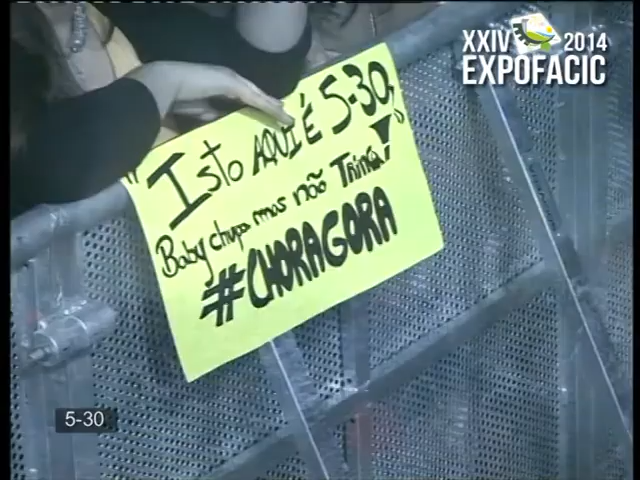 XXIV 2014
EXPOFACIC
"Isto AQUI É 5-30,
Baby chupa mas não Trinca!"
#CHORAGORA
5-30